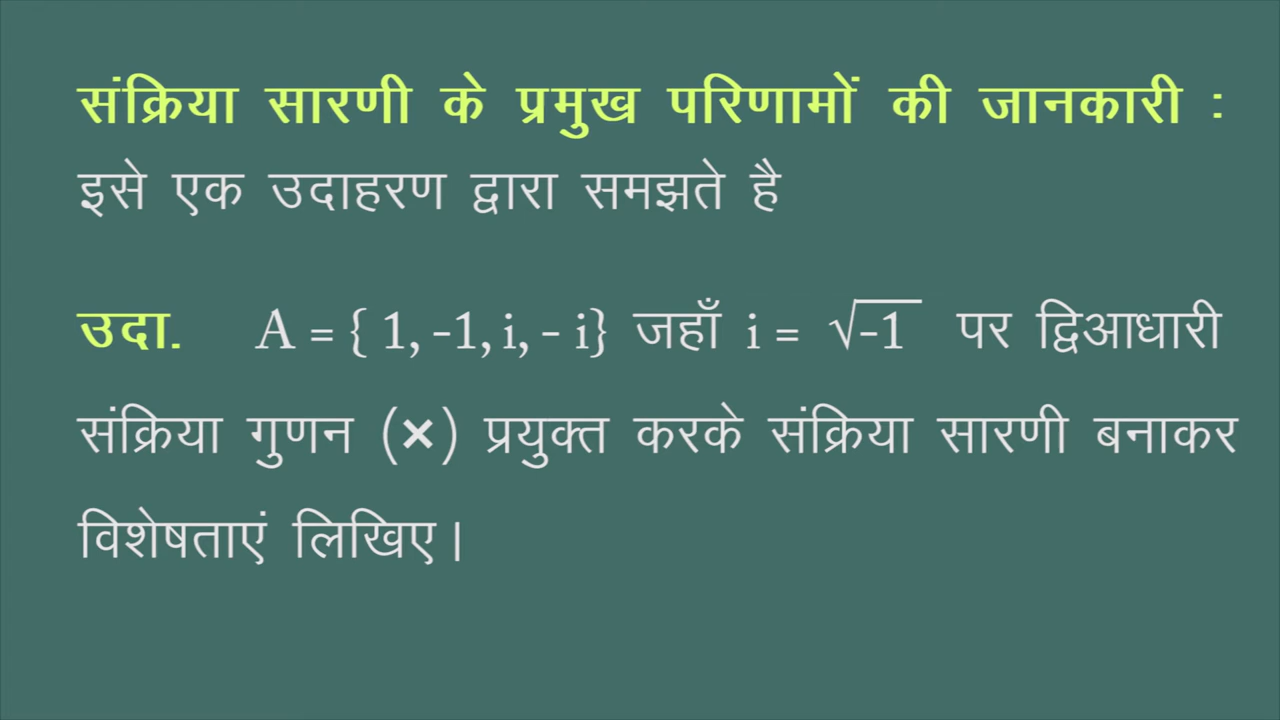 संक्रिया सारणी के प्रमुख परिणामों की जानकारी :
इसे एक उदाहरण द्वारा समझते है
उदा. A = { 1, -1, i, - i} जहाँ i = √-1 पर द्विआधारी
संक्रिया गुणन (×) प्रयुक्त करके संक्रिया सारणी बनाकर
विशेषताएं लिखिए।